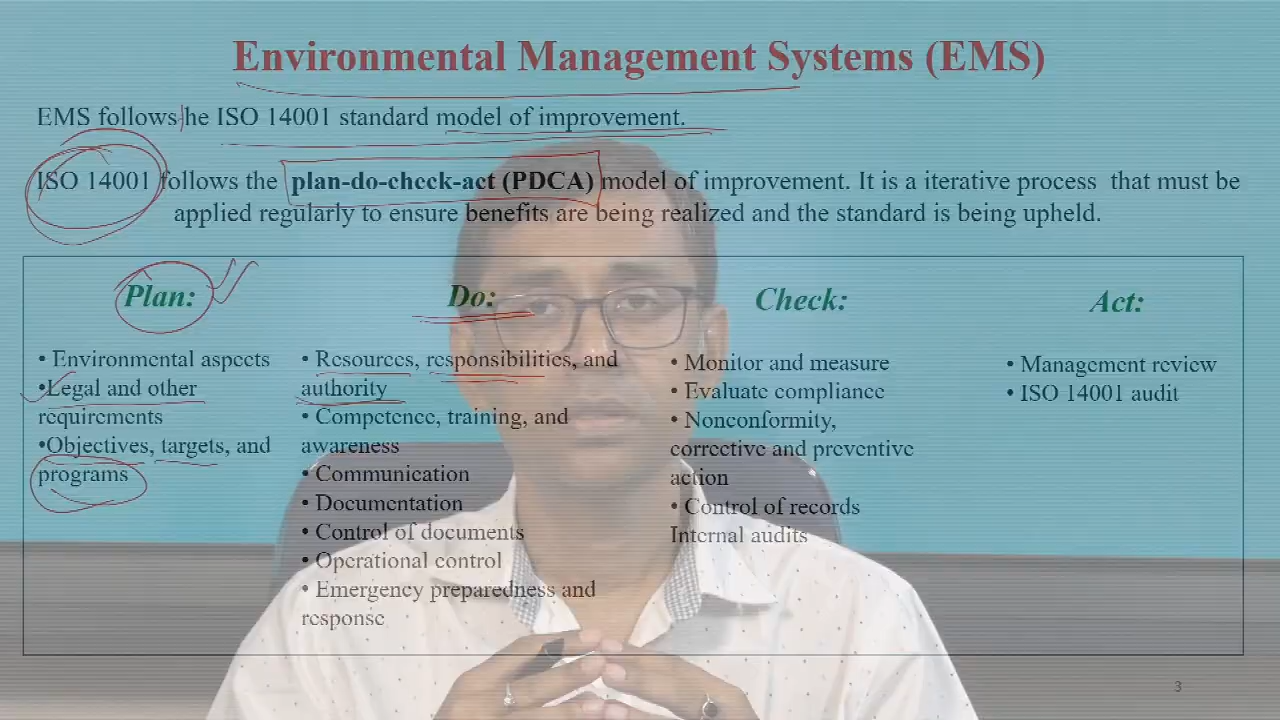 Environmental Management Systems (EMS)
EMS follows he ISO 14001 standard model of improvement.
ISO 14001 follows the plan-do-check-act (PDCA) model of improvement. It is a iterative process that must be
applied regularly to ensure benefits are being realized and the standard is being upheld.
Plan:
• Environmental aspects
•Legal and other
requirements
•Objectives, targets, and
programs
Do:
• Resources, responsibilities, and
authority
• Competence, training, and
awareness
• Communication
• Documentation
• Control of documents
• Operational control
• Emergency preparedness and
response
Check:
• Monitor and measure
• Evaluate compliance
• Nonconformity,
corrective and preventive
action
• Control of records
Internal audits
Act:
• Management review
• ISO 14001 audit
3